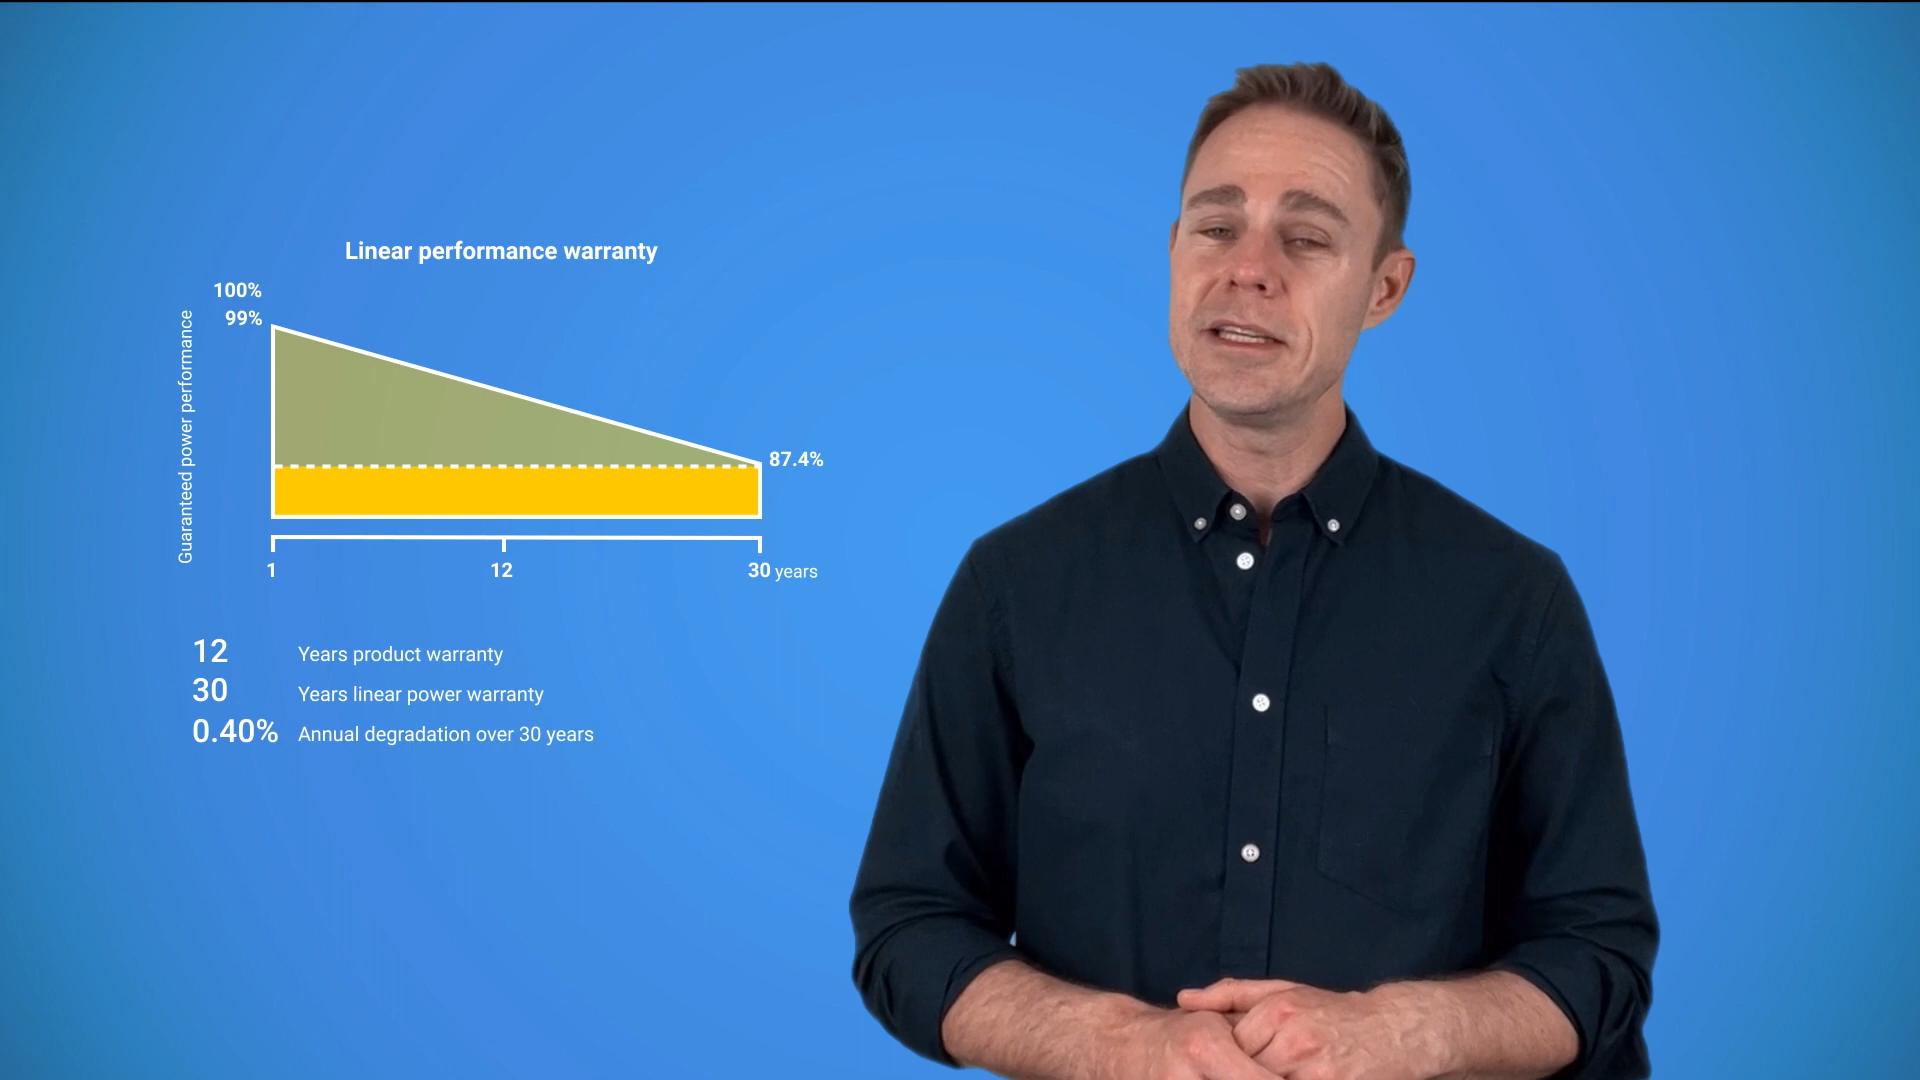 Linear performance warranty
100%
99%
Guaranteed power performance
87.4%
1 12 30 years
12 Years product warranty
30 Years linear power warranty
0.40% Annual degradation over 30 years